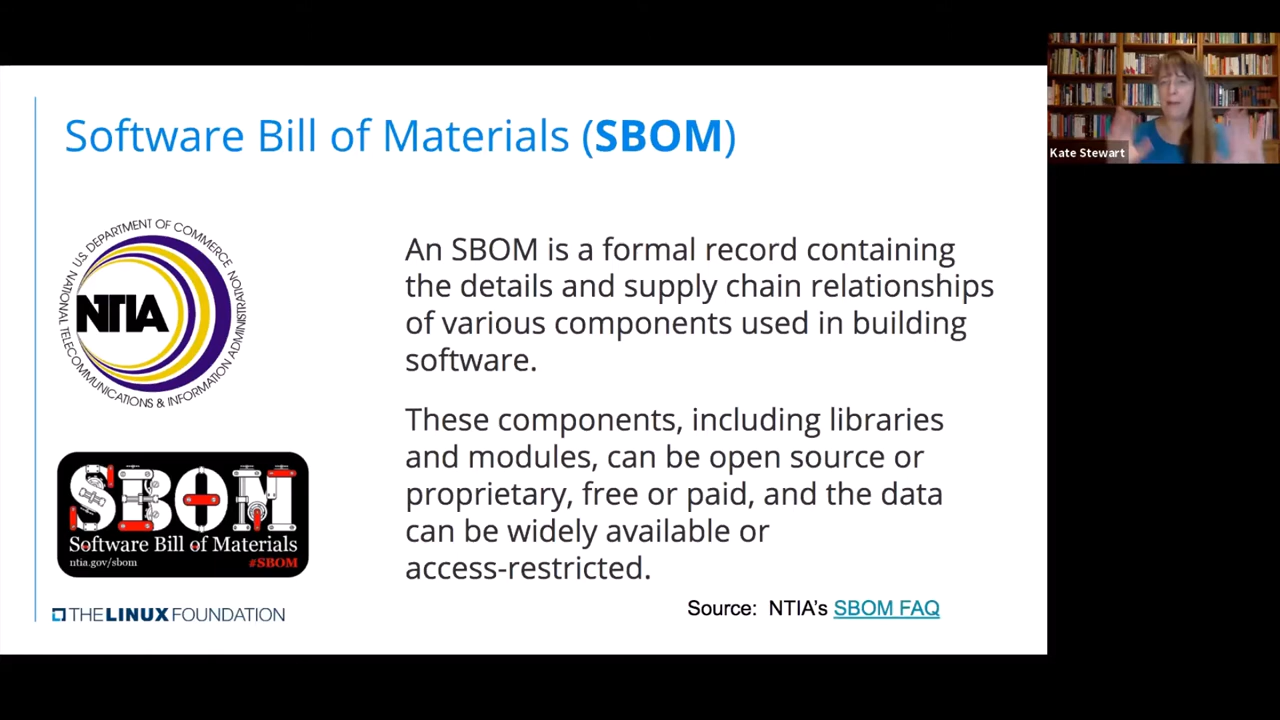 Software Bill of Materials (SBOM)
NATIONAL TELECOMMUNICATIONS & INFORMATION ADMINISTRATION
U.S. DEPARTMENT OF COMMERCE
NTIA
An SBOM is a formal record containing
the details and supply chain relationships
of various components used in building
software.
These components, including libraries
and modules, can be open source or
proprietary, free or paid, and the data
can be widely available or
access-restricted.
SBOM
Software Bill of Materials
ntia.gov/sbom
#SBOM
THE LINUX FOUNDATION
Source: NTIA’s SBOM FAQ
Kate Stewart